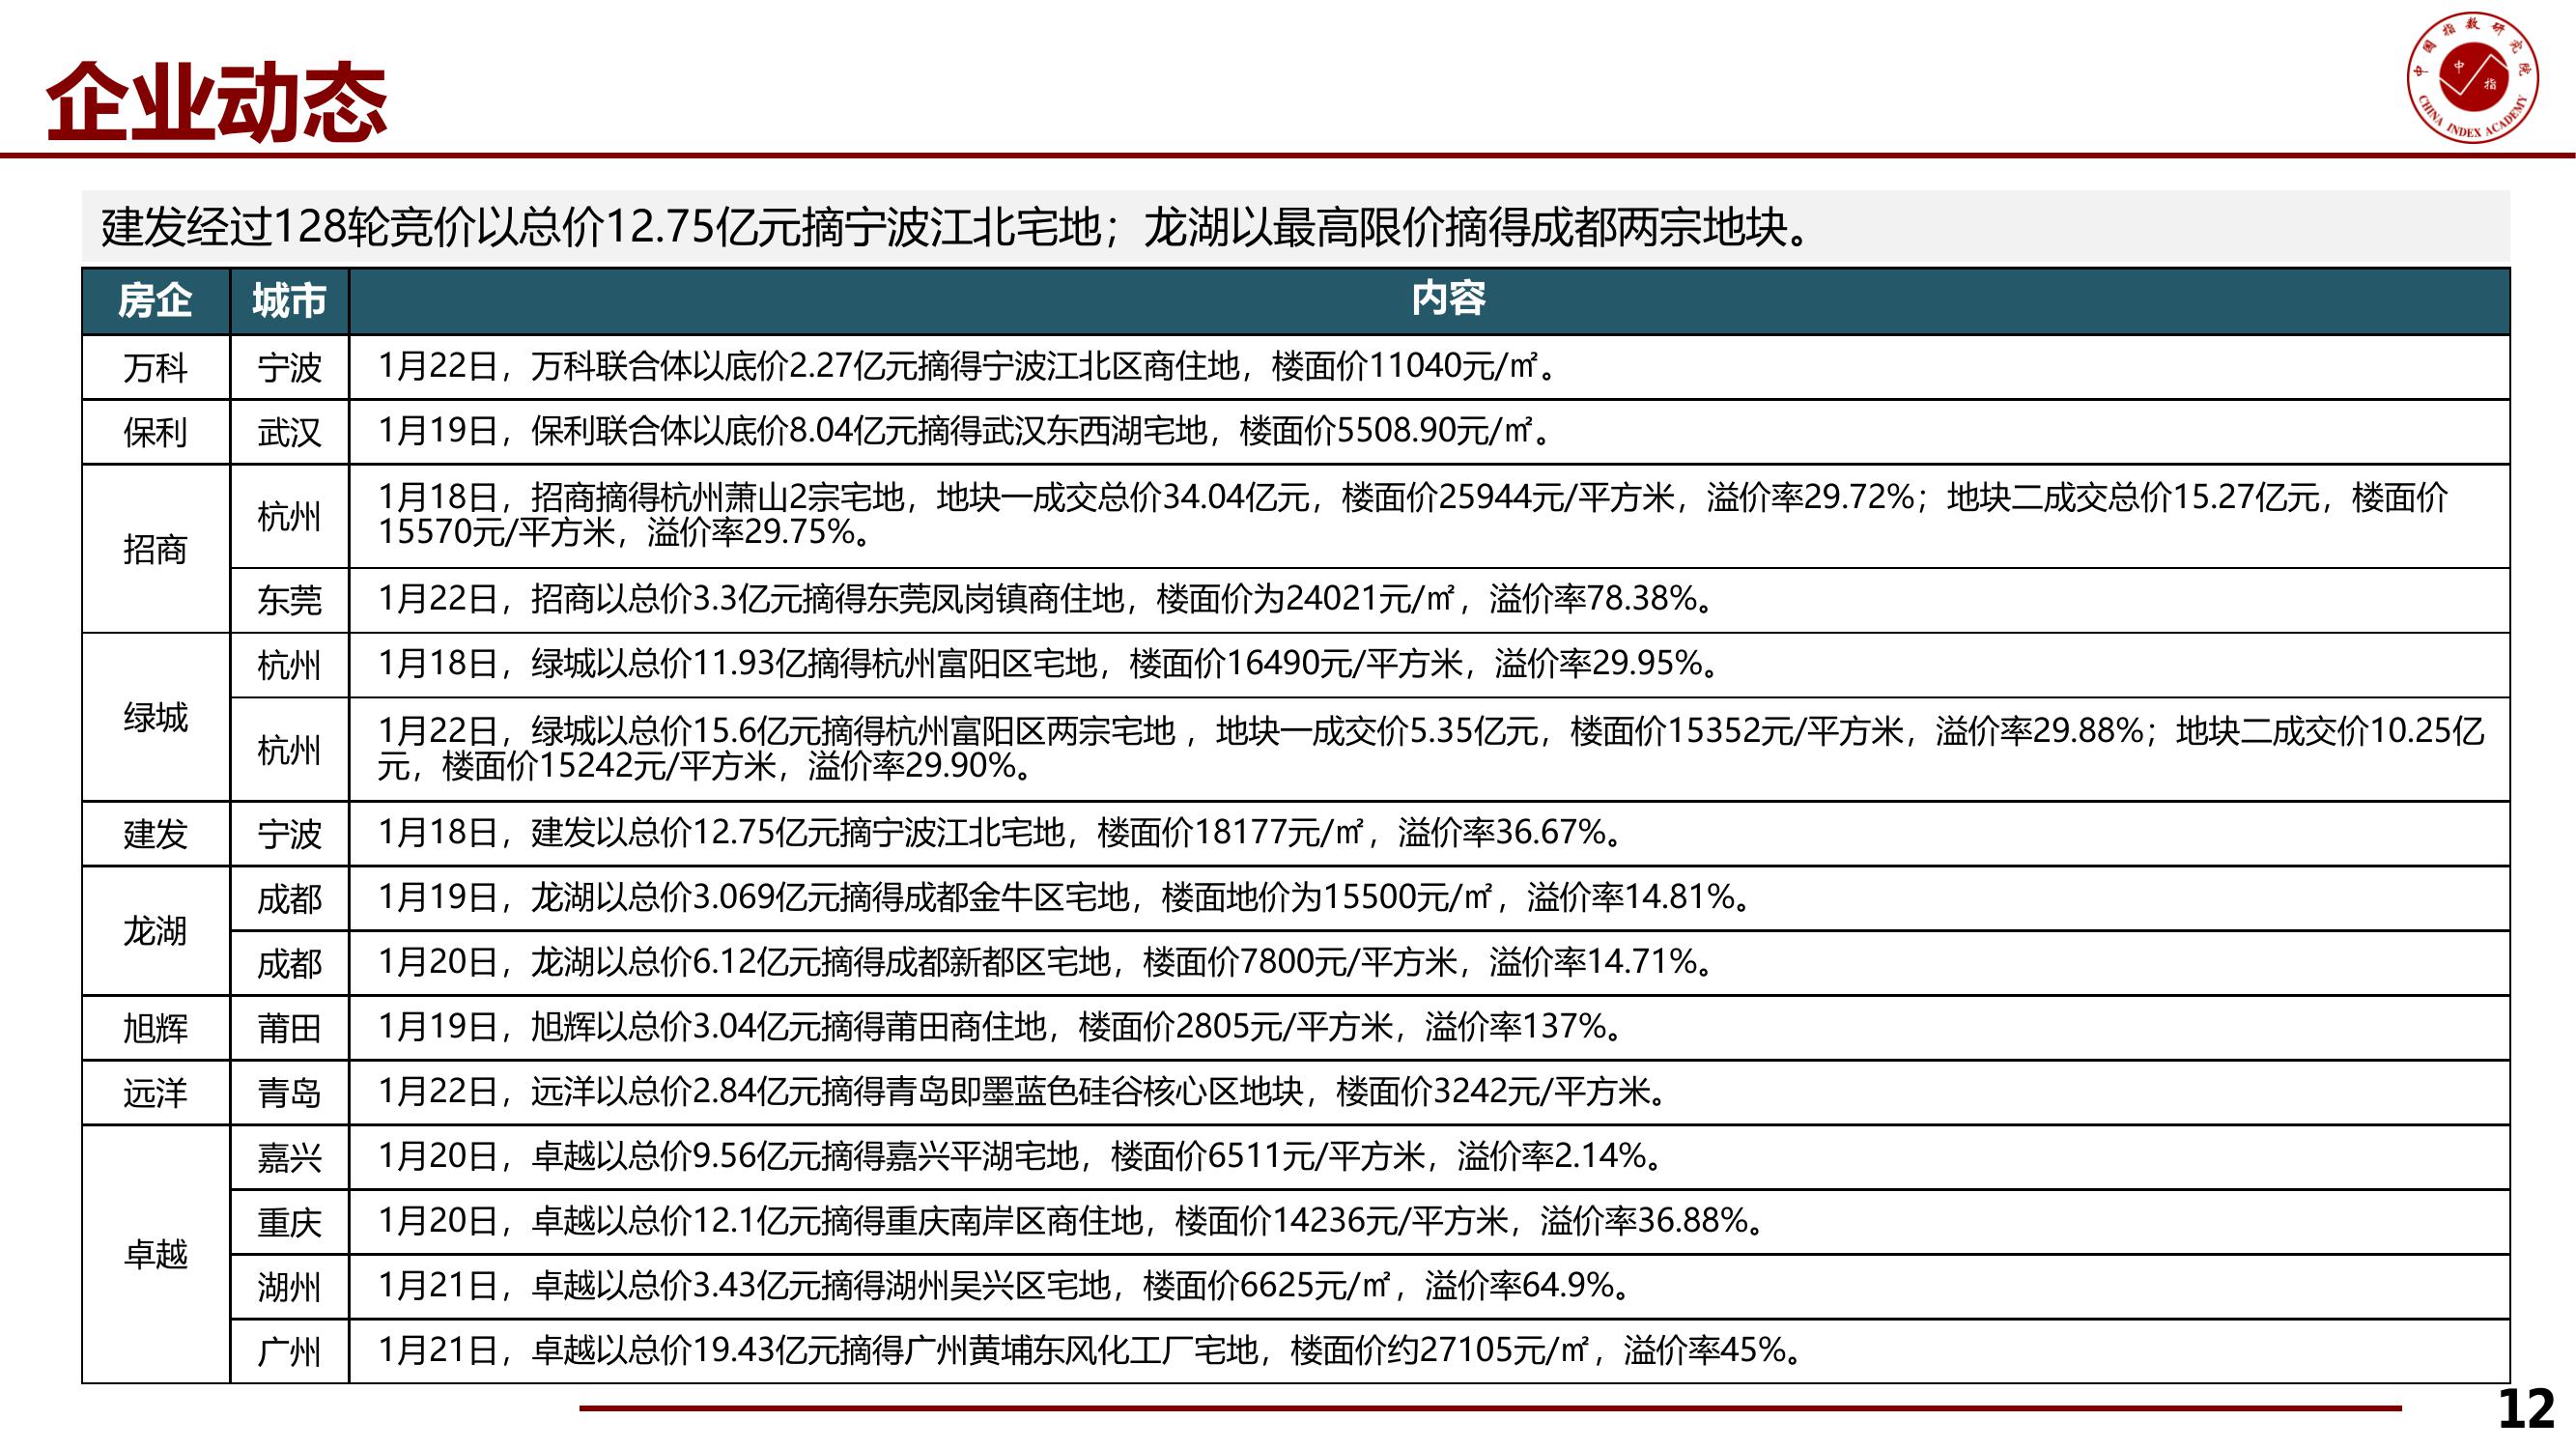 企业动态
中国指数研究院
中指
CHINA INDEX ACADEMY
建发经过128轮竞价以总价12.75亿元摘宁波江北宅地；龙湖以最高限价摘得成都两宗地块。
房企 城市 内容
万科 宁波 1月22日，万科联合体以底价2.27亿元摘得宁波江北区商住地，楼面价11040元/㎡。
保利 武汉 1月19日，保利联合体以底价8.04亿元摘得武汉东西湖宅地，楼面价5508.90元/㎡。
招商 杭州 1月18日，招商摘得杭州萧山2宗宅地，地块一成交总价34.04亿元，楼面价25944元/平方米，溢价率29.72%；地块二成交总价15.27亿元，楼面价
15570元/平方米，溢价率29.75%。
东莞 1月22日，招商以总价3.3亿元摘得东莞凤岗镇商住地，楼面价为24021元/㎡，溢价率78.38%。
绿城 杭州 1月18日，绿城以总价11.93亿摘得杭州富阳区宅地，楼面价16490元/平方米，溢价率29.95%。
杭州 1月22日，绿城以总价15.6亿元摘得杭州富阳区两宗宅地 ，地块一成交价5.35亿元，楼面价15352元/平方米，溢价率29.88%；地块二成交价10.25亿
元，楼面价15242元/平方米，溢价率29.90%。
建发 宁波 1月18日，建发以总价12.75亿元摘宁波江北宅地，楼面价18177元/㎡，溢价率36.67%。
龙湖 成都 1月19日，龙湖以总价3.069亿元摘得成都金牛区宅地，楼面地价为15500元/㎡，溢价率14.81%。
成都 1月20日，龙湖以总价6.12亿元摘得成都新都区宅地，楼面价7800元/平方米，溢价率14.71%。
旭辉 莆田 1月19日，旭辉以总价3.04亿元摘得莆田商住地，楼面价2805元/平方米，溢价率137%。
远洋 青岛 1月22日，远洋以总价2.84亿元摘得青岛即墨蓝色硅谷核心区地块，楼面价3242元/平方米。
卓越 嘉兴 1月20日，卓越以总价9.56亿元摘得嘉兴平湖宅地，楼面价6511元/平方米，溢价率2.14%。
重庆 1月20日，卓越以总价12.1亿元摘得重庆南岸区商住地，楼面价14236元/平方米，溢价率36.88%。
湖州 1月21日，卓越以总价3.43亿元摘得湖州吴兴区宅地，楼面价6625元/㎡，溢价率64.9%。
广州 1月21日，卓越以总价19.43亿元摘得广州黄埔东风化工厂宅地，楼面价约27105元/㎡，溢价率45%。
12